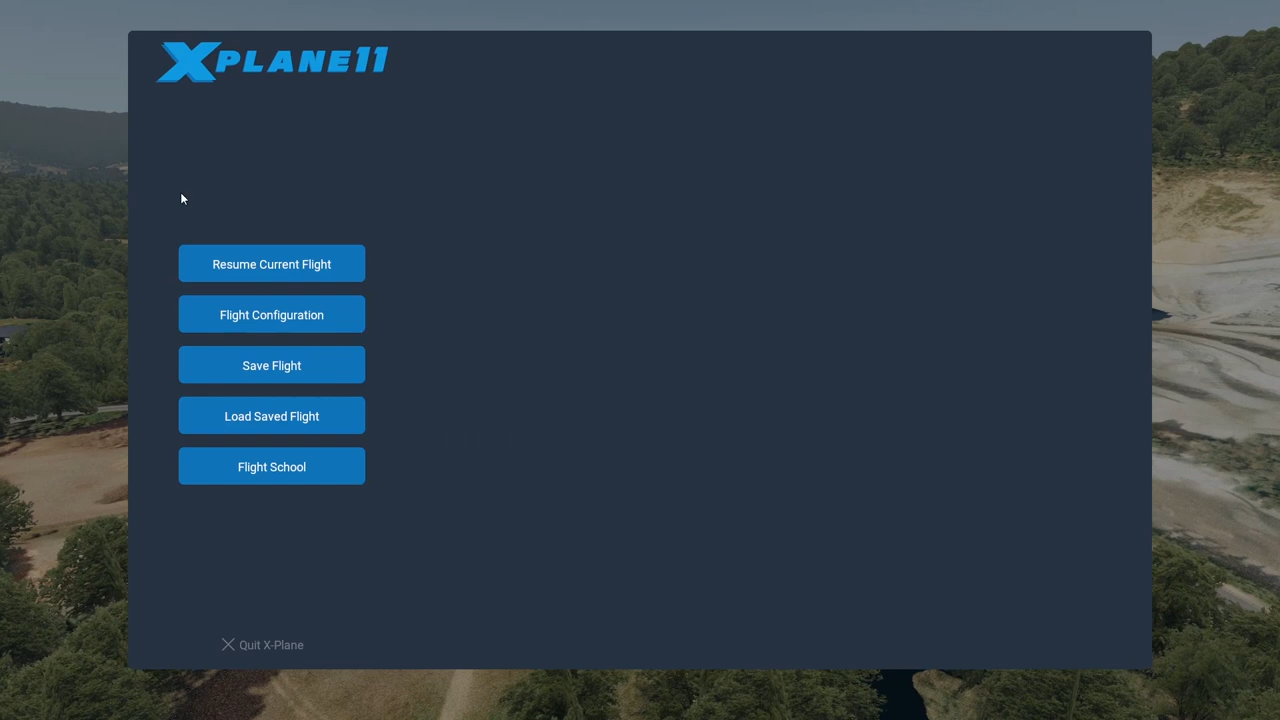 XPLANE11
Resume Current Flight
Flight Configuration
Save Flight
Load Saved Flight
Flight School
Quit X-Plane